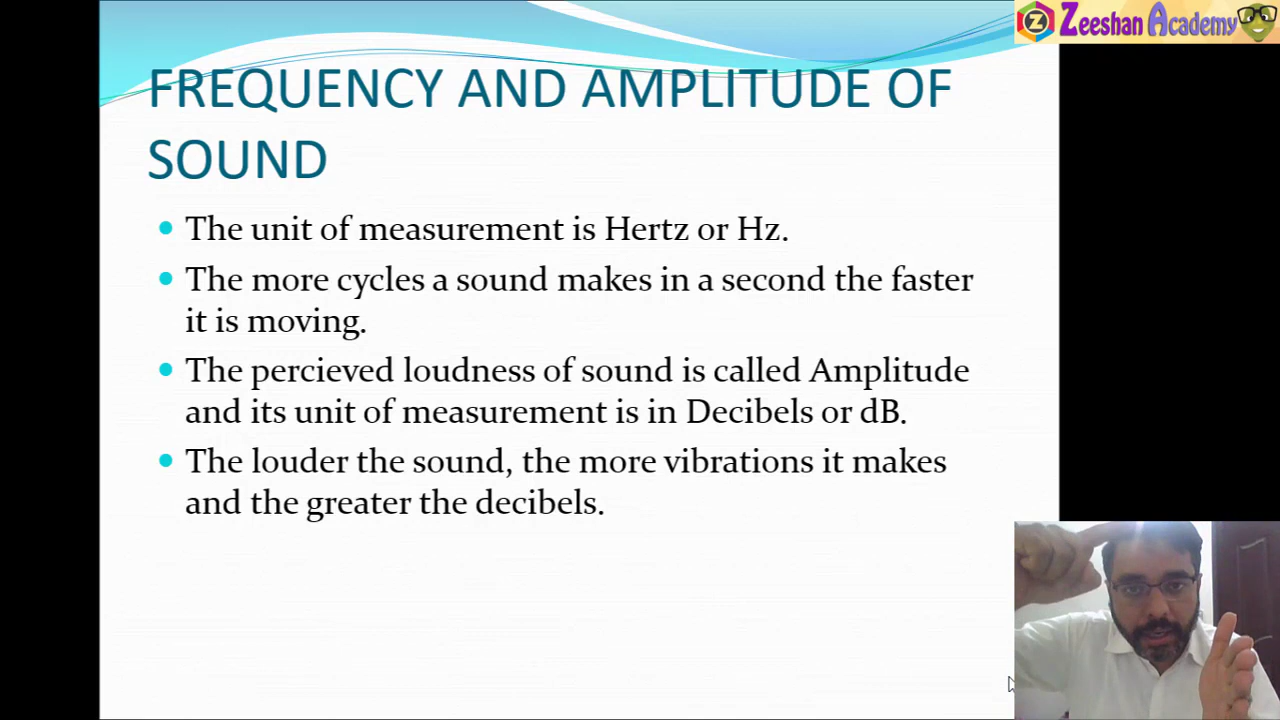 Zeeshan Academy
FREQUENCY AND AMPLITUDE OF
SOUND
The unit of measurement is Hertz or Hz.
The more cycles a sound makes in a second the faster
it is moving.
The percieved loudness of sound is called Amplitude
and its unit of measurement is in Decibels or dB.
The louder the sound, the more vibrations it makes
and the greater the decibels.